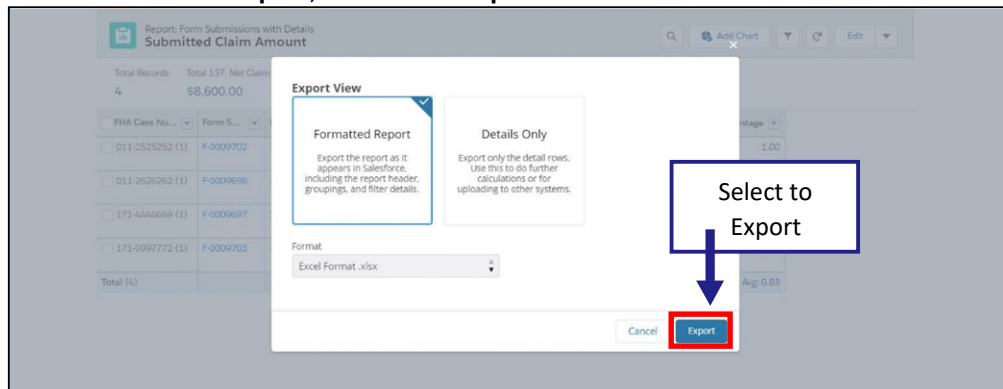 Report: Form Submissions with Details
Submitted Claim Amount
Add Chart
Edit
Total Records
Total 137. Net Claim
4
$8,600.00
Export View
Formatted Report
Export the report as it
appears in Salesforce,
including the report header,
groupings, and filter details.
Details Only
Export only the detail rows.
Use this to do further
calculations or for
uploading to other systems.
FHA Case Nu...
Form S...
ntage
011-2525252 (1)
F-0009702
1.00
011-2626262 (1)
F-0009698
171-4446669 (1)
F-0009697
171-9997772 (1)
F-0009703
Total (4)
Avg: 0.83
Format
Excel Format .xlsx
Select to
Export
Cancel
Export